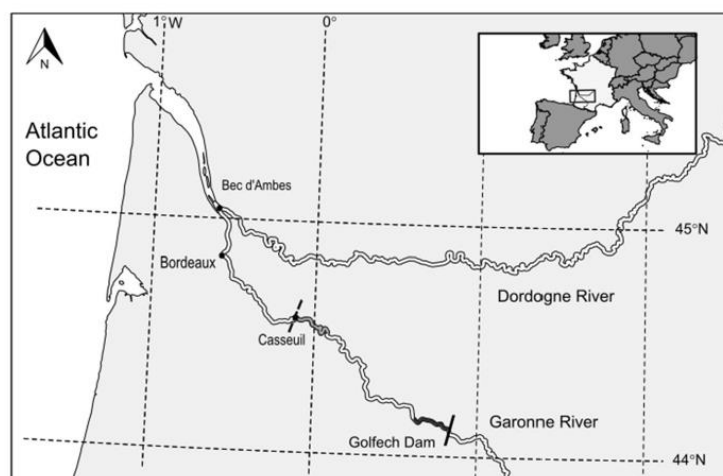 1°W
0°
N
Atlantic
Ocean
Bec d'Ambes
45°N
Bordeaux
Dordogne River
Casseuil
Garonne River
Golfech Dam
44°N